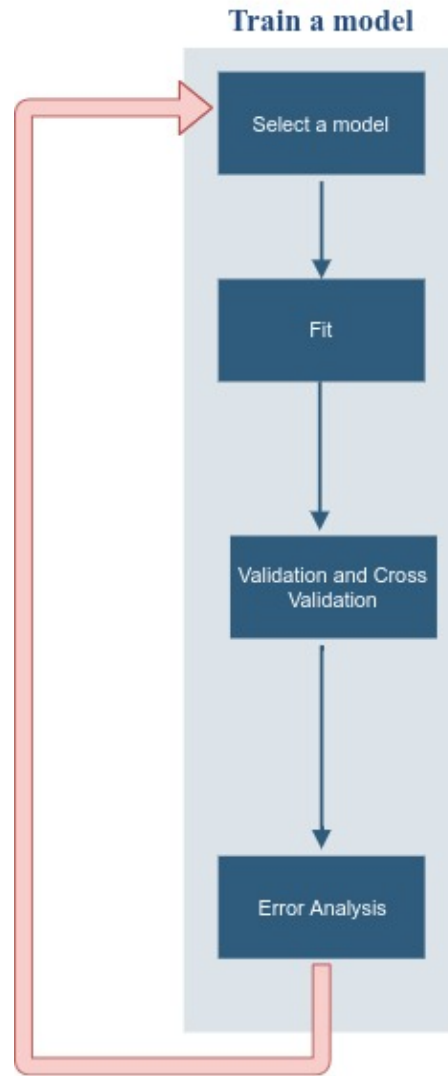 Train a model
Select a model
Fit
Validation and Cross
Validation
Error Analysis